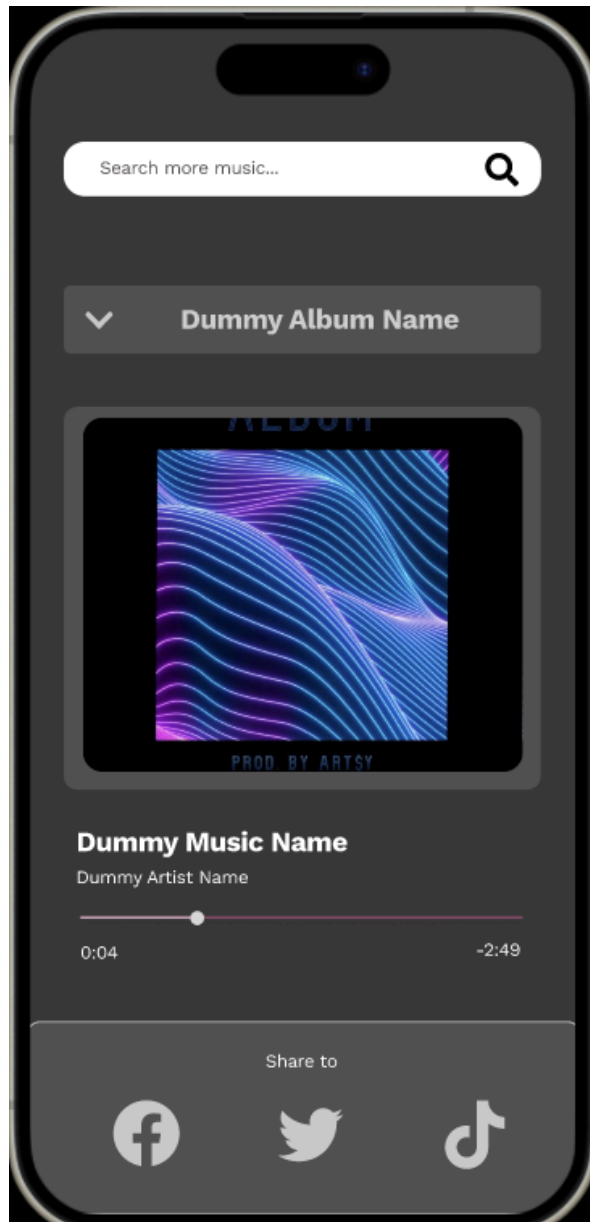 Search more music...
Dummy Album Name
ALBUM
PROD. BY ART$Y
Dummy Music Name
Dummy Artist Name
0:04
-2:49
Share to